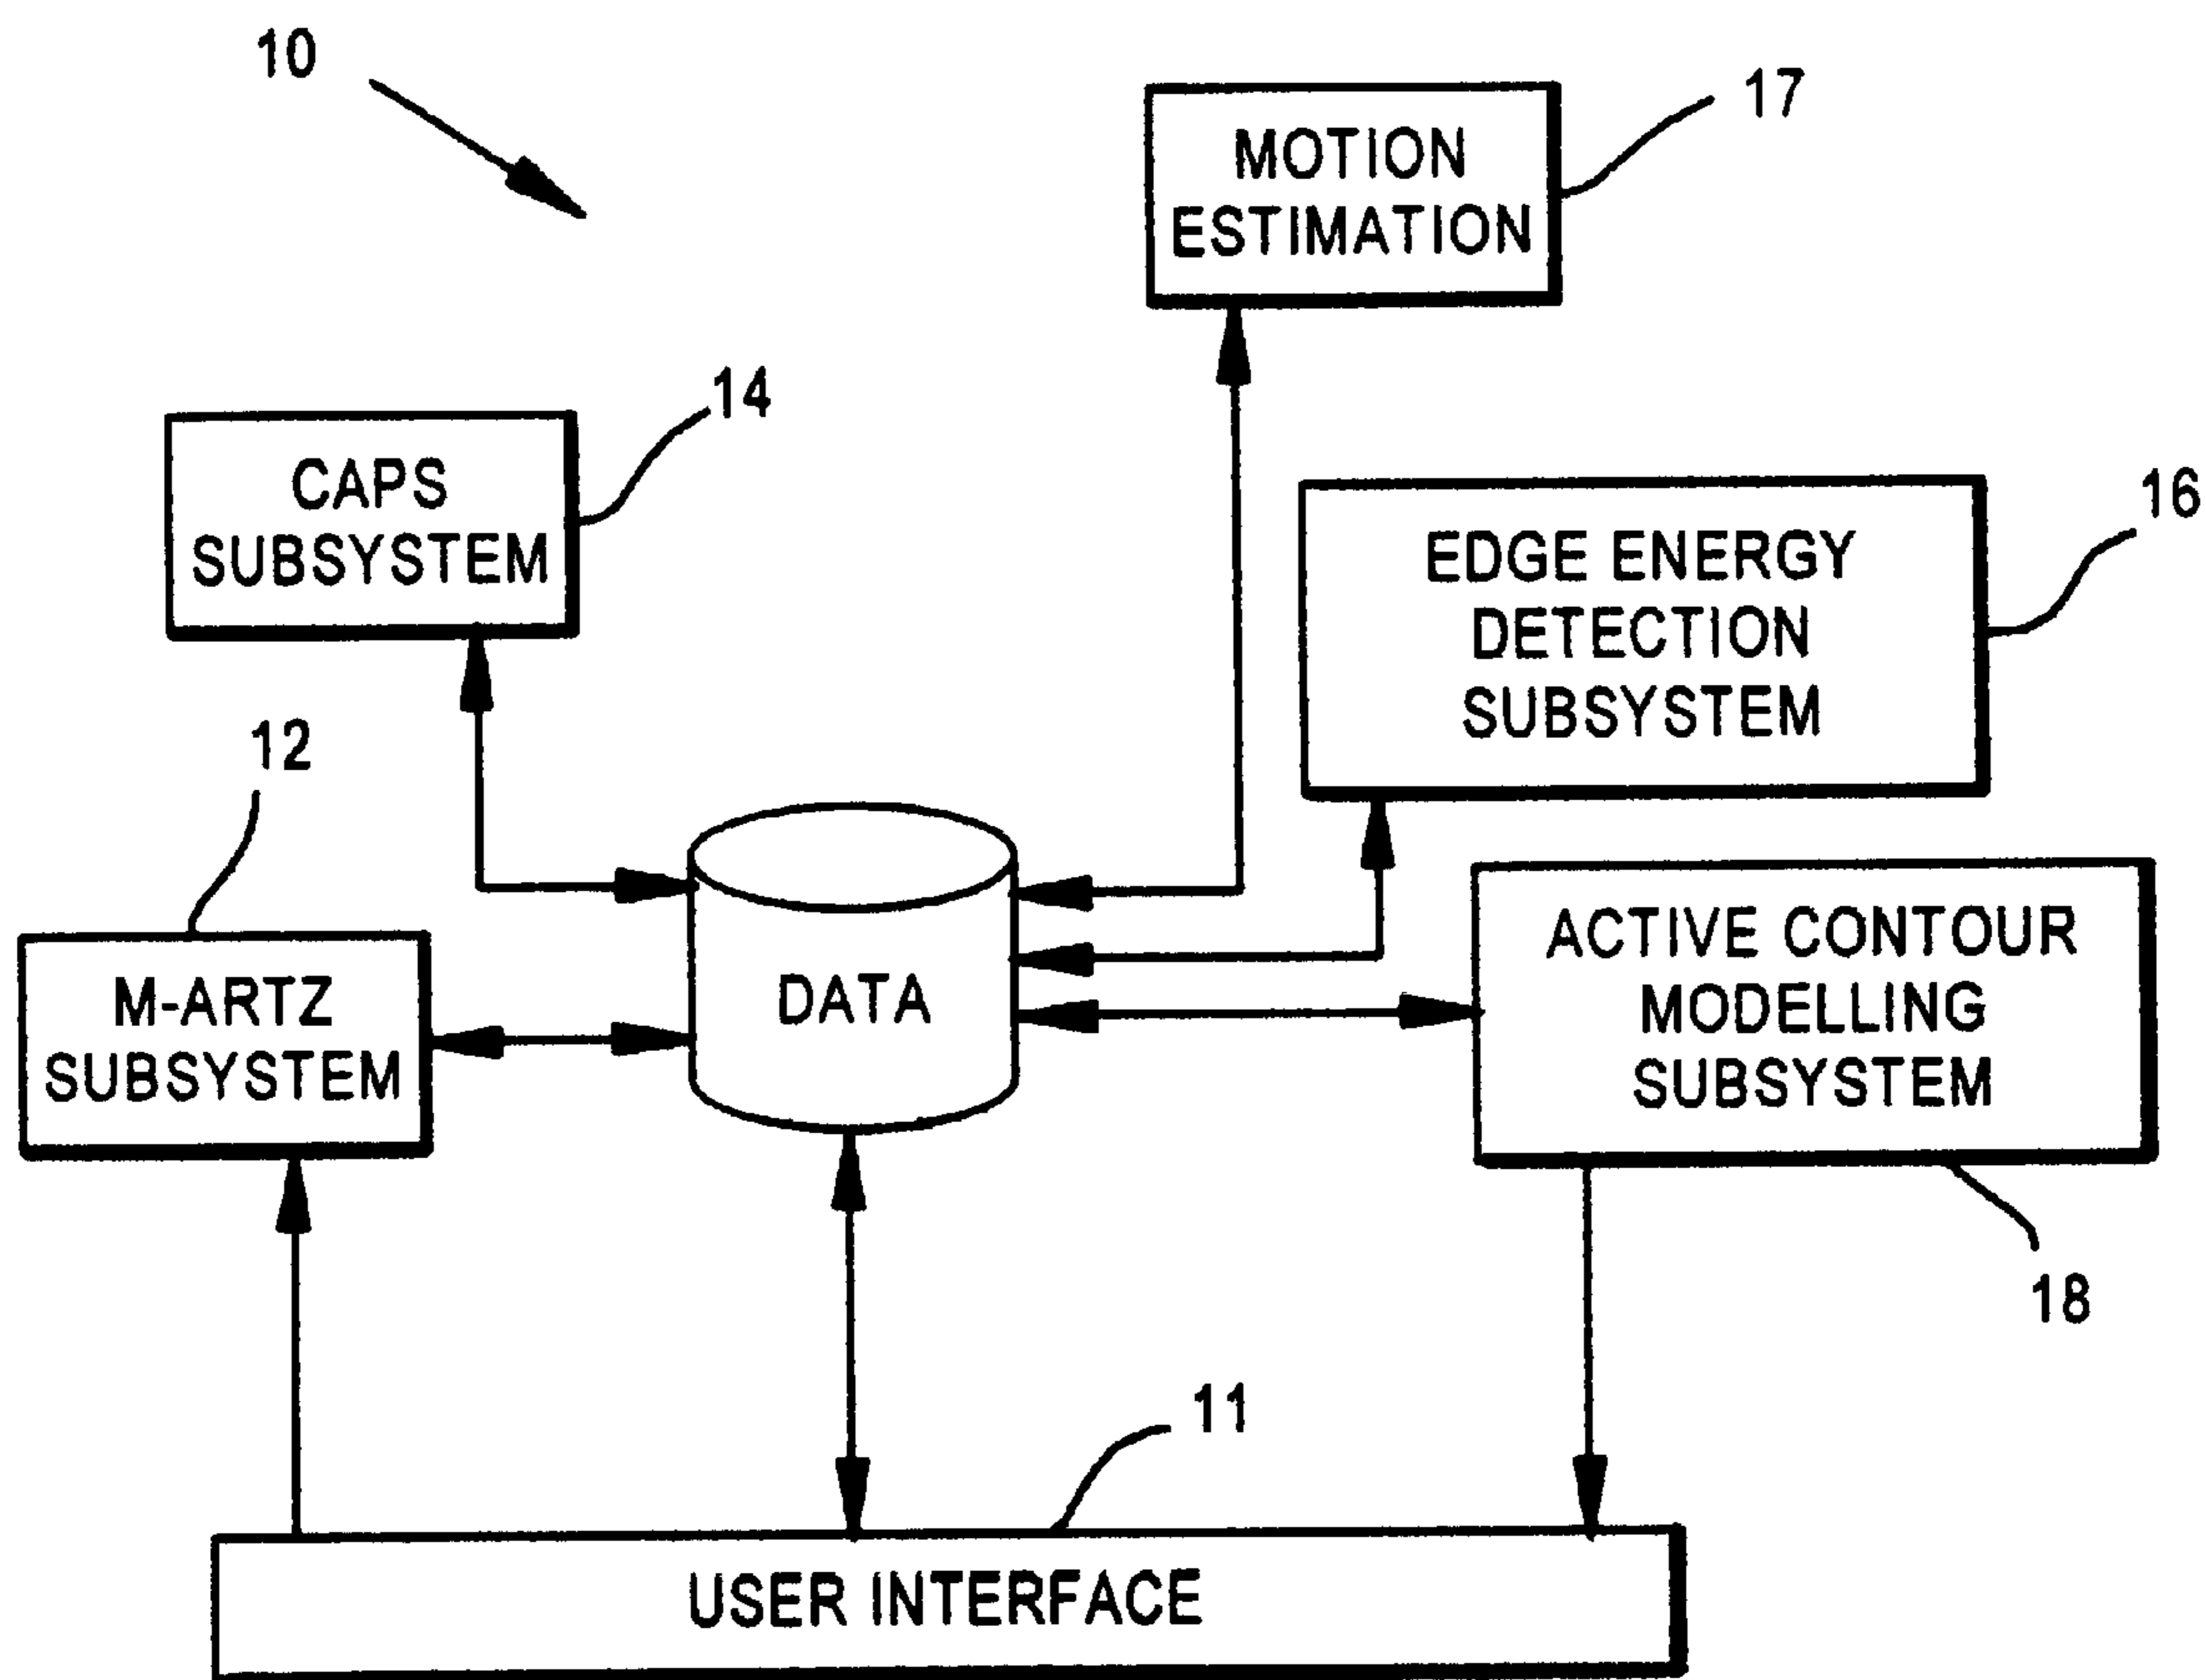 10
MOTION
ESTIMATION
17
CAPS
SUBSYSTEM
14
EDGE ENERGY
DETECTION
SUBSYSTEM
16
12
M-ARTZ
SUBSYSTEM
DATA
ACTIVE CONTOUR
MODELLING
SUBSYSTEM
18
11
USER INTERFACE